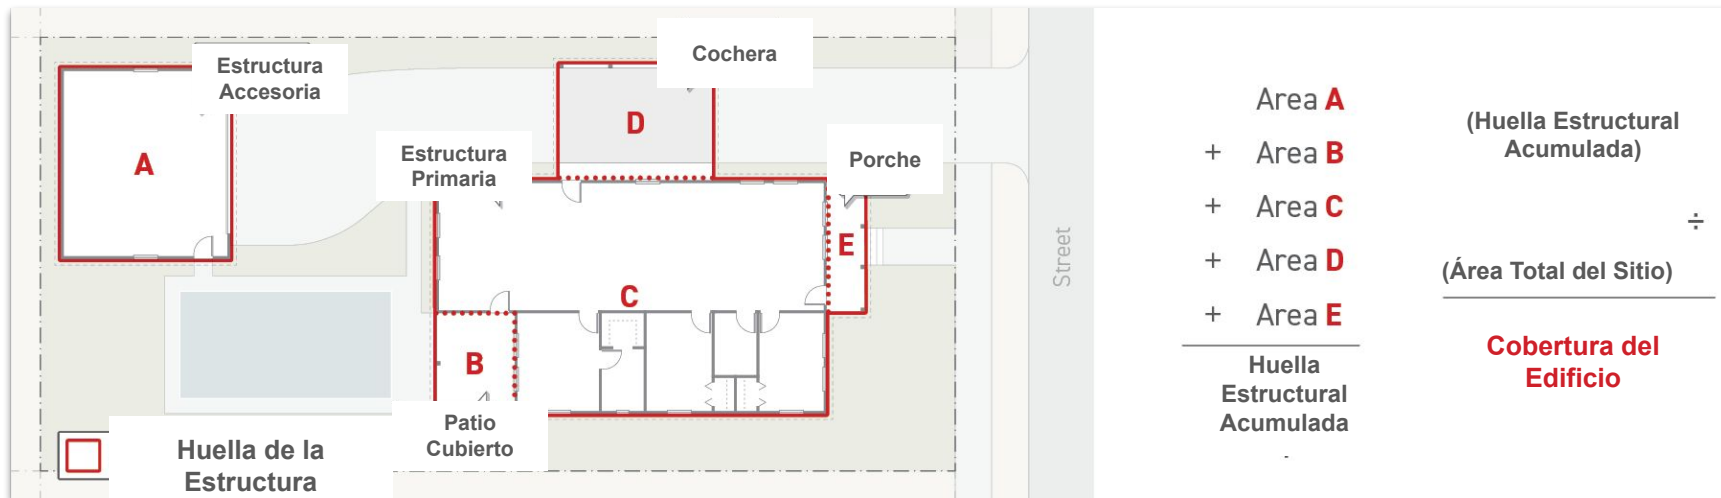 Estructura
Accesoria
Cochera
A
D
Estructura
Primaria
Porche
E
C
B
Patio
Cubierto
Huella de la
Estructura
Street
Area A
+ Area B
+ Area C
+ Area D
+ Area E
Huella
Estructural
Acumulada
(Huella Estructural
Acumulada)
÷
(Área Total del Sitio)
Cobertura del
Edificio